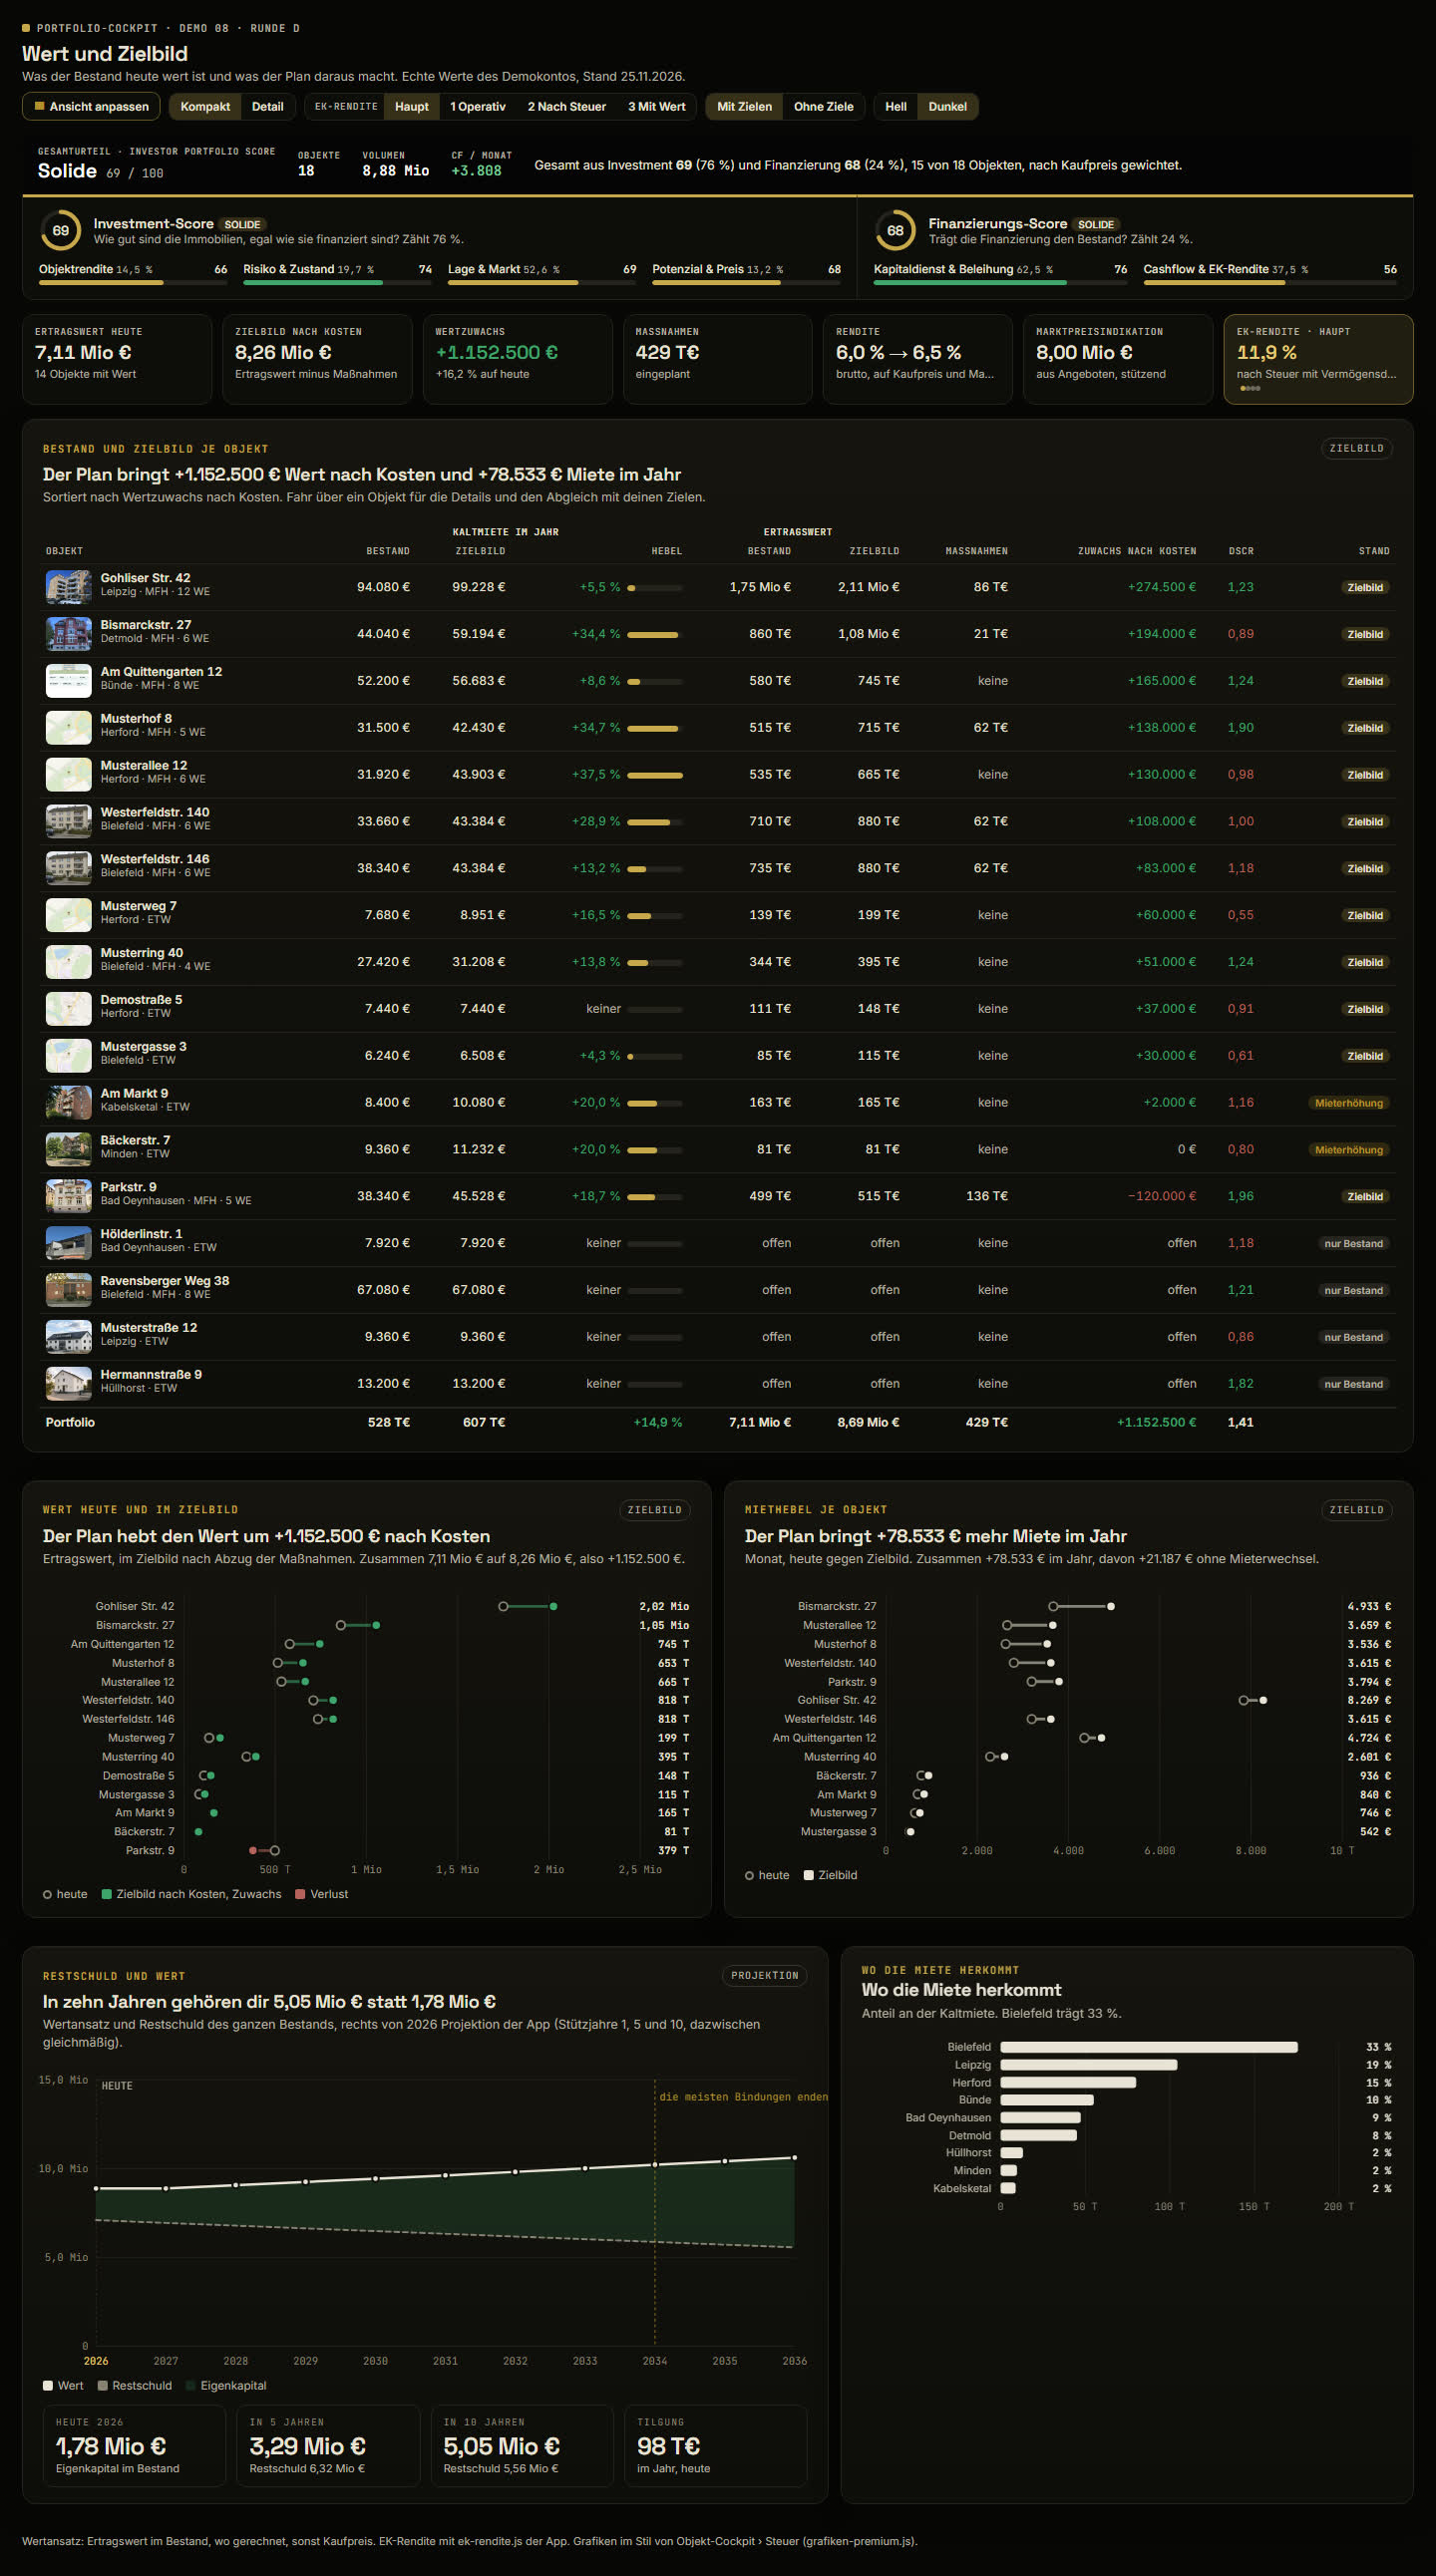 PORTFOLIO-COCKPIT · DEMO 08 · RUNDE D
Wert und Zielbild
Was der Bestand heute wert ist und was der Plan daraus macht. Echte Werte des Demokontos, Stand 25.11.2026.
Ansicht anpassen Kompakt Detail EK-RENDITE Haupt 1 Operativ 2 Nach Steuer 3 Mit Wert Mit Zielen Ohne Ziele Hell Dunkel
GESAMTURTEIL · INVESTOR PORTFOLIO SCORE OBJEKTE VOLUMEN CF / MONAT
Solide 69 / 100 18 8,88 Mio +3.808 Gesamt aus Investment 69 (76 %) und Finanzierung 68 (24 %), 15 von 18 Objekten, nach Kaufpreis gewichtet.
69 Investment-Score SOLIDE
Wie gut sind die Immobilien, egal wie sie finanziert sind? Zählt 76 %.
Objektrendite 14,5 % 66 Risiko & Zustand 19,7 % 74 Lage & Markt 52,6 % 69 Potenzial & Preis 13,2 % 68
68 Finanzierungs-Score SOLIDE
Trägt die Finanzierung den Bestand? Zählt 24 %.
Kapitaldienst & Beleihung 62,5 % 76 Cashflow & EK-Rendite 37,5 % 56
ERTRAGSWERT HEUTE
7,11 Mio €
14 Objekte mit Wert
ZIELBILD NACH KOSTEN
8,26 Mio €
Ertragswert minus Maßnahmen
WERTZUWACHS
+1.152.500 €
+16,2 % auf heute
MASSNAHMEN
429 T€
eingeplant
RENDITE
6,0 % → 6,5 %
brutto, auf Kaufpreis und Ma...
MARKTPREISINDIKATION
8,00 Mio €
aus Angeboten, stützend
EK-RENDITE · HAUPT
11,9 %
nach Steuer mit Vermögensd...
BESTAND UND ZIELBILD JE OBJEKT ZIELBILD
Der Plan bringt +1.152.500 € Wert nach Kosten und +78.533 € Miete im Jahr
Sortiert nach Wertzuwachs nach Kosten. Fahr über ein Objekt für die Details und den Abgleich mit deinen Zielen.
KALTMIETE IM JAHR ERTRAGSWERT
OBJEKT BESTAND ZIELBILD HEBEL BESTAND ZIELBILD MASSNAHMEN ZUWACHS NACH KOSTEN DSCR STAND
Gohliser Str. 42
Leipzig · MFH · 12 WE 94.080 € 99.228 € +5,5 % 1,75 Mio € 2,11 Mio € 86 T€ +274.500 € 1,23 Zielbild
Bismarckstr. 27
Detmold · MFH · 6 WE 44.040 € 59.194 € +34,4 % 860 T€ 1,08 Mio € 21 T€ +194.000 € 0,89 Zielbild
Am Quittengarten 12
Bünde · MFH · 8 WE 52.200 € 56.683 € +8,6 % 580 T€ 745 T€ keine +165.000 € 1,24 Zielbild
Musterhof 8
Herford · MFH · 5 WE 31.500 € 42.430 € +34,7 % 515 T€ 715 T€ 62 T€ +138.000 € 1,90 Zielbild
Musterallee 12
Herford · MFH · 6 WE 31.920 € 43.903 € +37,5 % 535 T€ 665 T€ keine +130.000 € 0,98 Zielbild
Westerfeldstr. 140
Bielefeld · MFH · 6 WE 33.660 € 43.384 € +28,9 % 710 T€ 880 T€ 62 T€ +108.000 € 1,00 Zielbild
Westerfeldstr. 146
Bielefeld · MFH · 6 WE 38.340 € 43.384 € +13,2 % 735 T€ 880 T€ 62 T€ +83.000 € 1,18 Zielbild
Musterweg 7
Herford · ETW 7.680 € 8.951 € +16,5 % 139 T€ 199 T€ keine +60.000 € 0,55 Zielbild
Musterring 40
Bielefeld · MFH · 4 WE 27.420 € 31.208 € +13,8 % 344 T€ 395 T€ keine +51.000 € 1,24 Zielbild
Demostraße 5
Herford · ETW 7.440 € 7.440 € keiner 111 T€ 148 T€ keine +37.000 € 0,91 Zielbild
Mustergasse 3
Bielefeld · ETW 6.240 € 6.508 € +4,3 % 85 T€ 115 T€ keine +30.000 € 0,61 Zielbild
Am Markt 9
Kabelsketal · ETW 8.400 € 10.080 € +20,0 % 163 T€ 165 T€ keine +2.000 € 1,16 Mieterhöhung
Bäckerstr. 7
Minden · ETW 9.360 € 11.232 € +20,0 % 81 T€ 81 T€ keine 0 € 0,80 Mieterhöhung
Parkstr. 9
Bad Oeynhausen · MFH · 5 WE 38.340 € 45.528 € +18,7 % 499 T€ 515 T€ 136 T€ −120.000 € 1,96 Zielbild
Hölderlinstr. 1
Bad Oeynhausen · ETW 7.920 € 7.920 € keiner offen offen keine offen 1,18 nur Bestand
Ravensberger Weg 38
Bielefeld · MFH · 8 WE 67.080 € 67.080 € keiner offen offen keine offen 1,21 nur Bestand
Musterstraße 12
Leipzig · ETW 9.360 € 9.360 € keiner offen offen keine offen 0,86 nur Bestand
Hermannstraße 9
Hüllhorst · ETW 13.200 € 13.200 € keiner offen offen keine offen 1,82 nur Bestand
Portfolio 528 T€ 607 T€ +14,9 % 7,11 Mio € 8,69 Mio € 429 T€ +1.152.500 € 1,41
WERT HEUTE UND IM ZIELBILD ZIELBILD
Der Plan hebt den Wert um +1.152.500 € nach Kosten
Ertragswert, im Zielbild nach Abzug der Maßnahmen. Zusammen 7,11 Mio € auf 8,26 Mio €, also +1.152.500 €.
Gohliser Str. 42 2,02 Mio
Bismarckstr. 27 1,05 Mio
Am Quittengarten 12 745 T
Musterhof 8 653 T
Musterallee 12 665 T
Westerfeldstr. 140 818 T
Westerfeldstr. 146 818 T
Musterweg 7 199 T
Musterring 40 395 T
Demostraße 5 148 T
Mustergasse 3 115 T
Am Markt 9 165 T
Bäckerstr. 7 81 T
Parkstr. 9 379 T
0 500 T 1 Mio 1,5 Mio 2 Mio 2,5 Mio
heute Zielbild nach Kosten, Zuwachs Verlust
MIETHEBEL JE OBJEKT ZIELBILD
Der Plan bringt +78.533 € mehr Miete im Jahr
Monat, heute gegen Zielbild. Zusammen +78.533 € im Jahr, davon +21.187 € ohne Mieterwechsel.
Bismarckstr. 27 4.933 €
Musterallee 12 3.659 €
Musterhof 8 3.536 €
Westerfeldstr. 140 3.615 €
Parkstr. 9 3.794 €
Gohliser Str. 42 8.269 €
Westerfeldstr. 146 3.615 €
Am Quittengarten 12 4.724 €
Musterring 40 2.601 €
Bäckerstr. 7 936 €
Am Markt 9 840 €
Musterweg 7 746 €
Mustergasse 3 542 €
0 2.000 4.000 6.000 8.000 10 T
heute Zielbild
RESTSCHULD UND WERT PROJEKTION
In zehn Jahren gehören dir 5,05 Mio € statt 1,78 Mio €
Wertansatz und Restschuld des ganzen Bestands, rechts von 2026 Projektion der App (Stützjahre 1, 5 und 10, dazwischen
gleichmäßig).
15,0 Mio HEUTE
die meisten Bindungen enden
10,0 Mio
5,0 Mio
0
2026 2027 2028 2029 2030 2031 2032 2033 2034 2035 2036
Wert Restschuld Eigenkapital
HEUTE 2026
1,78 Mio €
Eigenkapital im Bestand
IN 5 JAHREN
3,29 Mio €
Restschuld 6,32 Mio €
IN 10 JAHREN
5,05 Mio €
Restschuld 5,56 Mio €
TILGUNG
98 T€
im Jahr, heute
WO DIE MIETE HERKOMMT
Wo die Miete herkommt
Anteil an der Kaltmiete. Bielefeld trägt 33 %.
Bielefeld 33 %
Leipzig 19 %
Herford 15 %
Bünde 10 %
Bad Oeynhausen 9 %
Detmold 8 %
Hüllhorst 2 %
Minden 2 %
Kabelsketal 2 %
0 50 T 100 T 150 T 200 T
Wertansatz: Ertragswert im Bestand, wo gerechnet, sonst Kaufpreis. EK-Rendite mit ek-rendite.js der App. Grafiken im Stil von Objekt-Cockpit › Steuer (grafiken-premium.js).